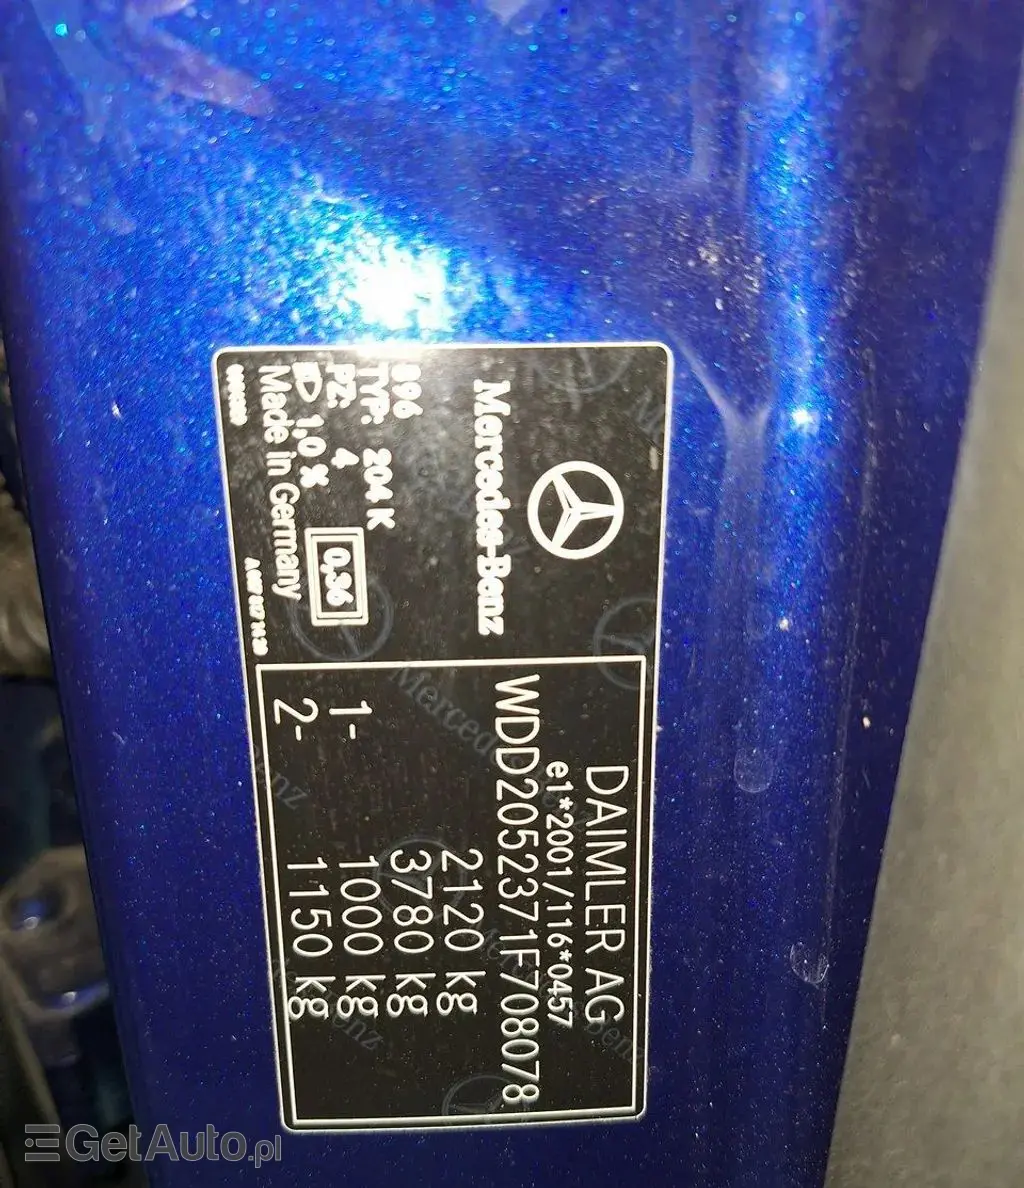 Mercedes-Benz
896
TYP: 204 K
PZ: 4
1,0 X
0,36
Made in Germany
DAIMLER AG
e1*2001/116*0457
WDD2052371F708078
2120 kg
3780 kg
1- 1000 kg
2- 1150 kg
GetAuto.pl